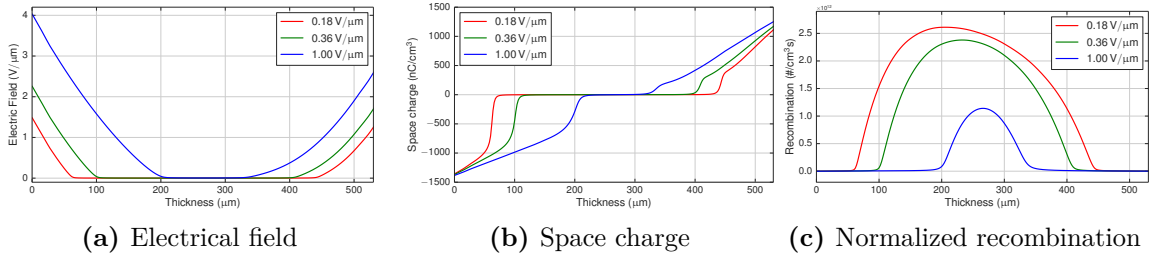 4
3
2
1
0
Electric Field (V/μm)
0 100 200 300 400 500
Thickness (μm)
0.18 V/μm
0.36 V/μm
1.00 V/μm
(a) Electrical field
1500
1000
500
0
−500
−1000
−1500
Space charge (nC/cm³)
0 100 200 300 400 500
Thickness (μm)
0.18 V/μm
0.36 V/μm
1.00 V/μm
(b) Space charge
2.5
2.0
1.5
1.0
0.5
0.0
Recombination (#/cm³s)
0 100 200 300 400 500
Thickness (μm)
0.18 V/μm
0.36 V/μm
1.00 V/μm
(c) Normalized recombination